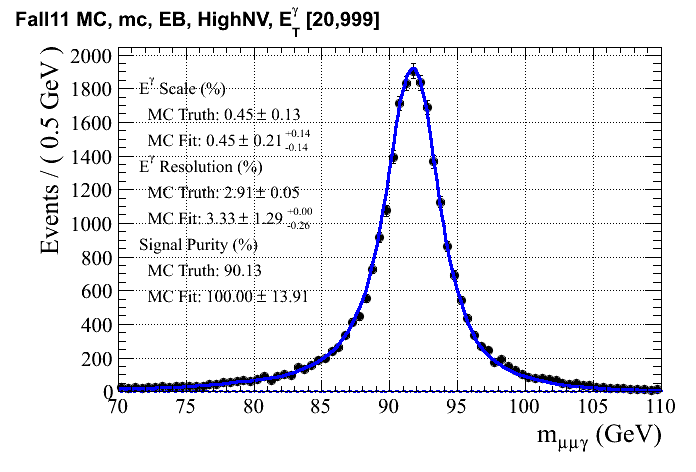 Fall11 MC, mc, EB, HighNV, E_T^γ [20,999]
Events / ( 0.5 GeV )
2000
1800
1600
1400
1200
1000
800
600
400
200
0
E^γ Scale (%)
MC Truth: 0.45 ± 0.13
MC Fit: 0.45 ± 0.21 +0.14 -0.14
E^γ Resolution (%)
MC Truth: 2.91 ± 0.05
MC Fit: 3.33 ± 1.29 +0.00 -0.26
Signal Purity (%)
MC Truth: 90.13
MC Fit: 100.00 ± 13.91
70 75 80 85 90 95 100 105 110
m_μμγ (GeV)